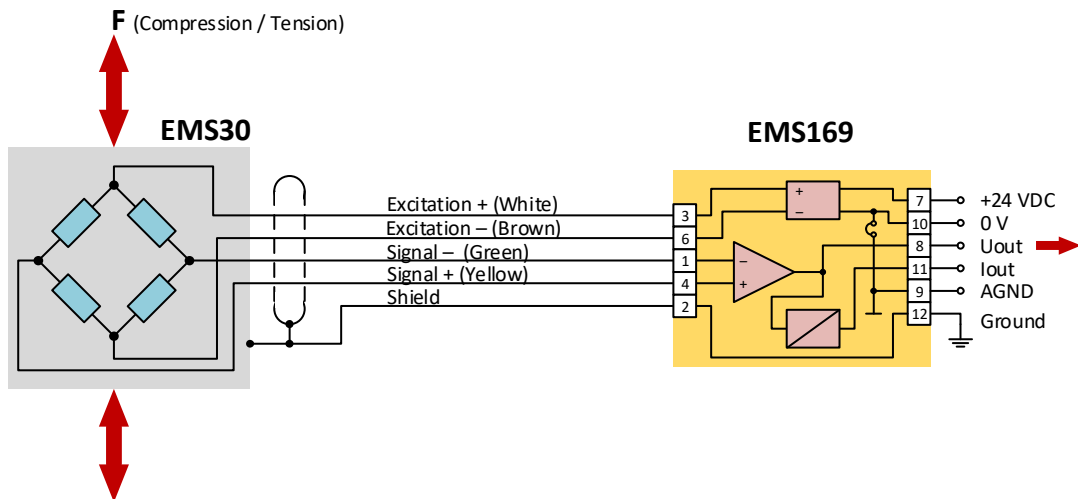 F (Compression / Tension)
EMS30
EMS169
Excitation + (White)
Excitation – (Brown)
Signal – (Green)
Signal + (Yellow)
Shield
3
6
1
4
2
+
–
–
+
7
10
8
11
9
12
+24 VDC
0 V
Uout
Iout
AGND
Ground